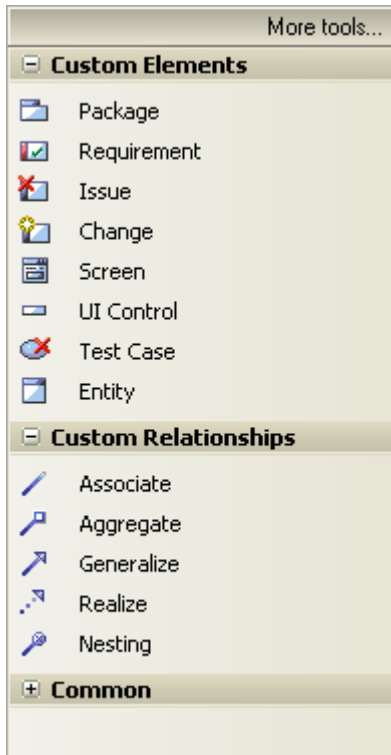 More tools...
Custom Elements
Package
Requirement
Issue
Change
Screen
UI Control
Test Case
Entity
Custom Relationships
Associate
Aggregate
Generalize
Realize
Nesting
Common